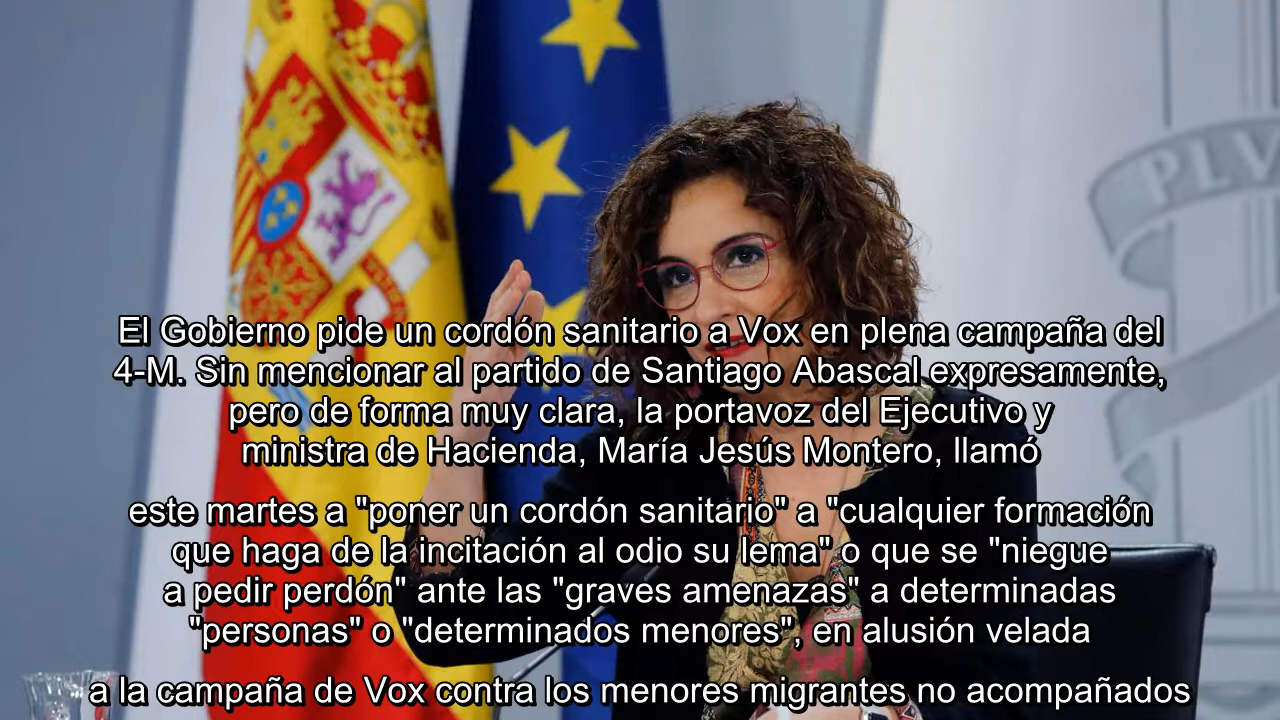 PLV
El Gobierno pide un cordón sanitario a Vox en plena campaña del
4-M. Sin mencionar al partido de Santiago Abascal expresamente,
pero de forma muy clara, la portavoz del Ejecutivo y
ministra de Hacienda, María Jesús Montero, llamó
este martes a "poner un cordón sanitario" a "cualquier formación
que haga de la incitación al odio su lema" o que se "niegue
a pedir perdón" ante las "graves amenazas" a determinadas
"personas" o "determinados menores", en alusión velada
a la campaña de Vox contra los menores migrantes no acompañados